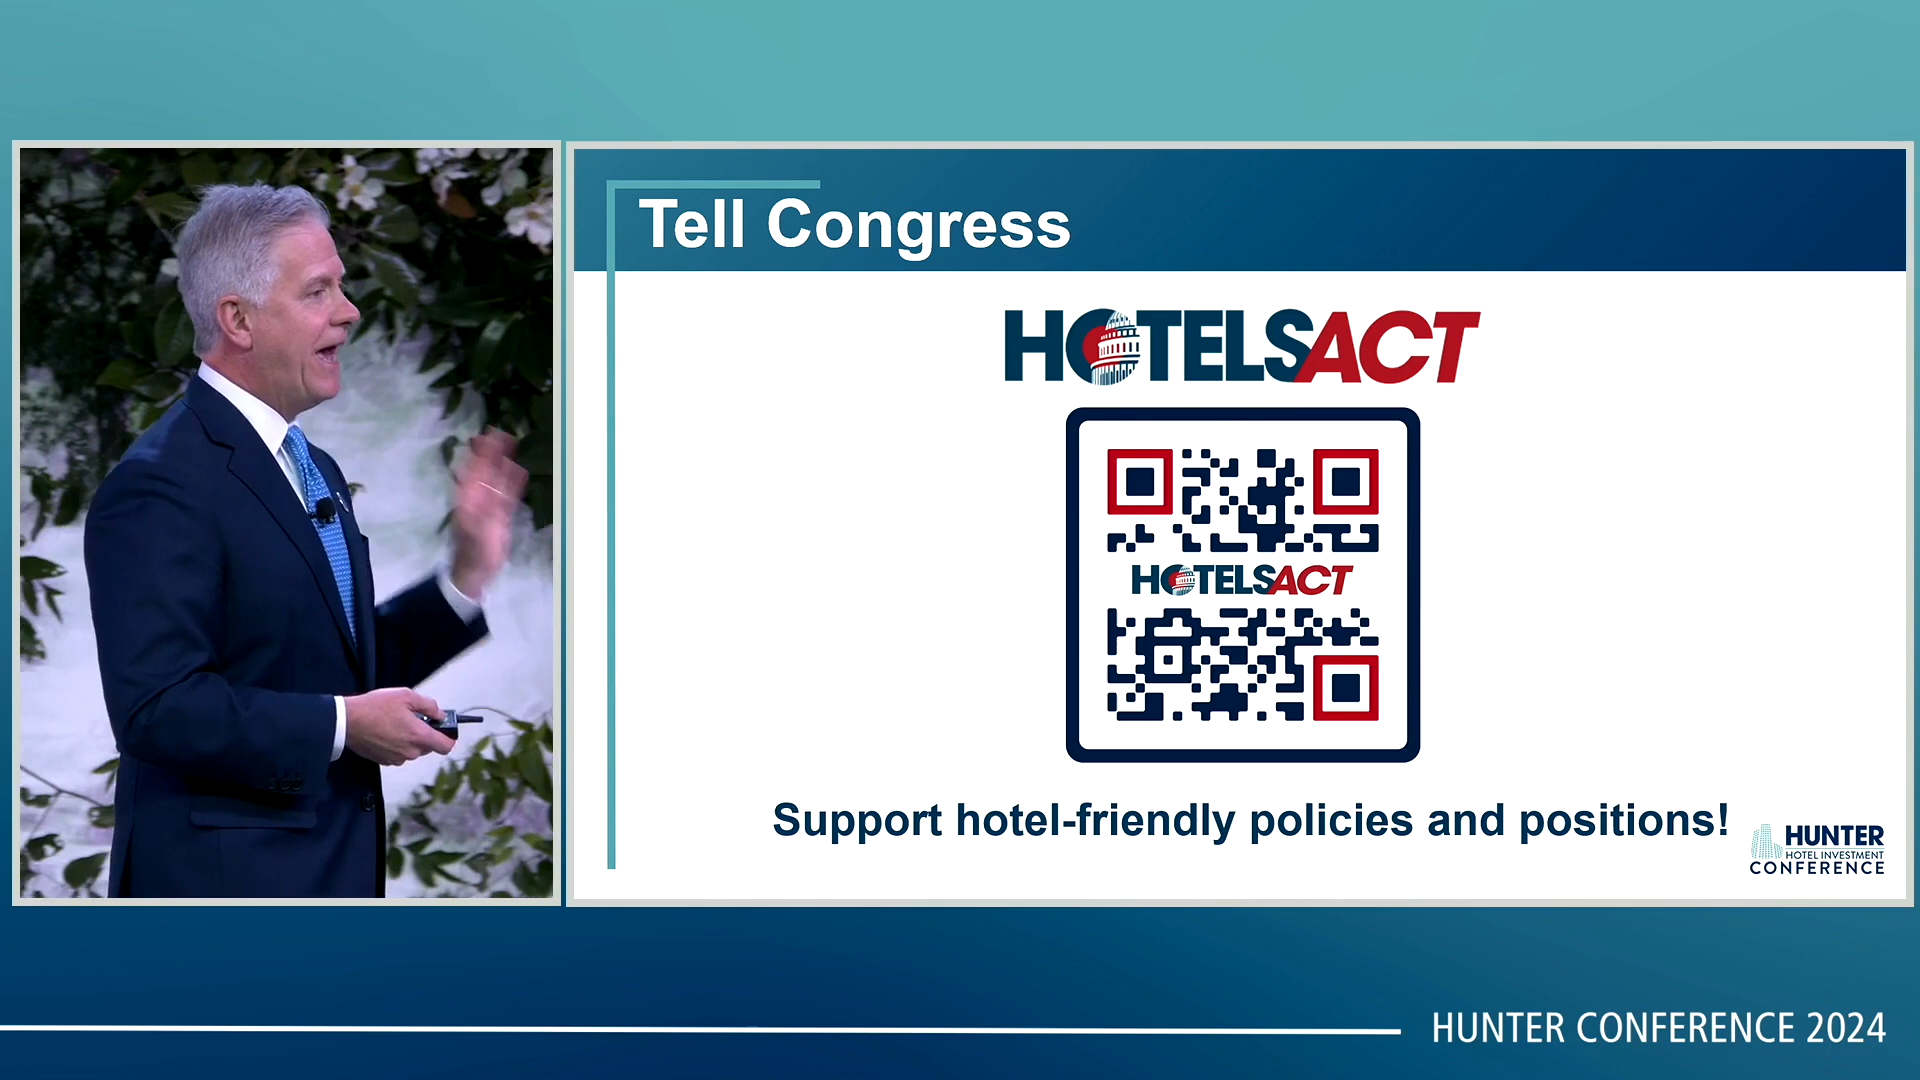 Tell Congress
HOTELSACT
HOTELSACT
Support hotel-friendly policies and positions!
HUNTER
HOTEL INVESTMENT
CONFERENCE
HUNTER CONFERENCE 2024